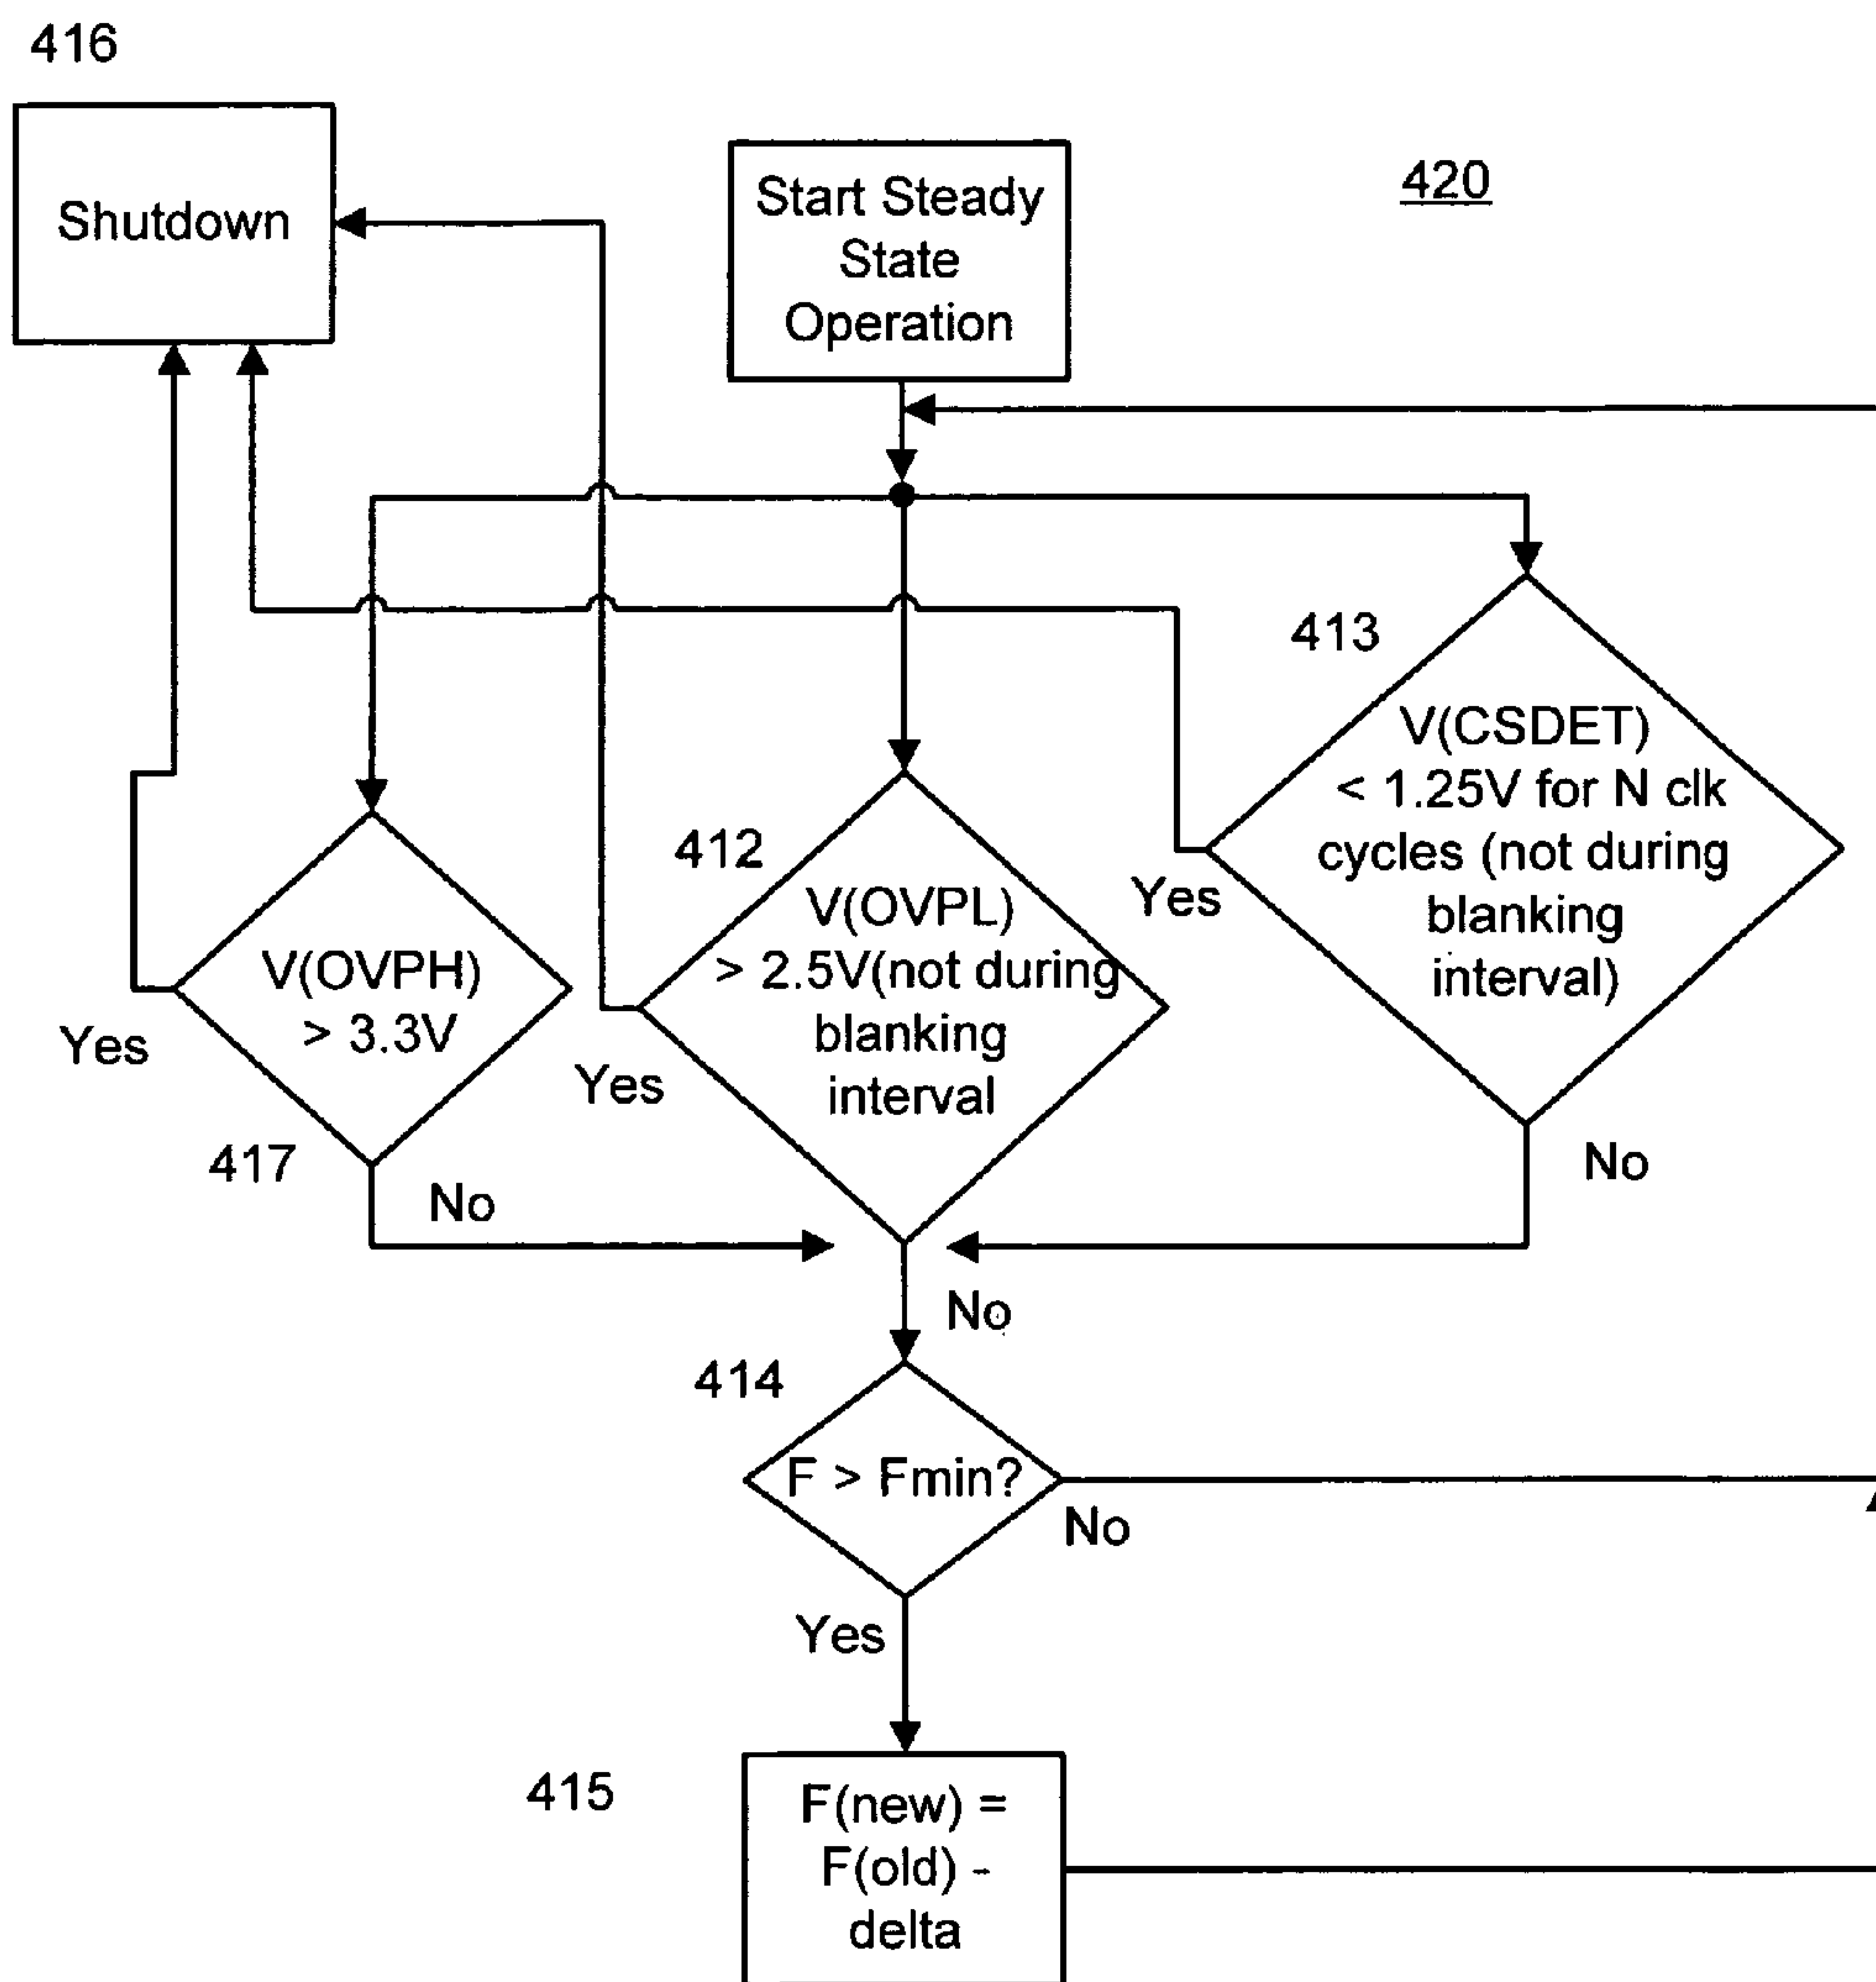 416
Shutdown
Start Steady
State
Operation
420
413
V(CSDET)
< 1.25V for N clk
cycles (not during
blanking
interval)
Yes
No
412
V(OVPL)
> 2.5V(not during
blanking
interval
Yes
V(OVPH)
> 3.3V
Yes
417
No
No
414
F > Fmin?
No
Yes
415
F(new) =
F(old) -
delta